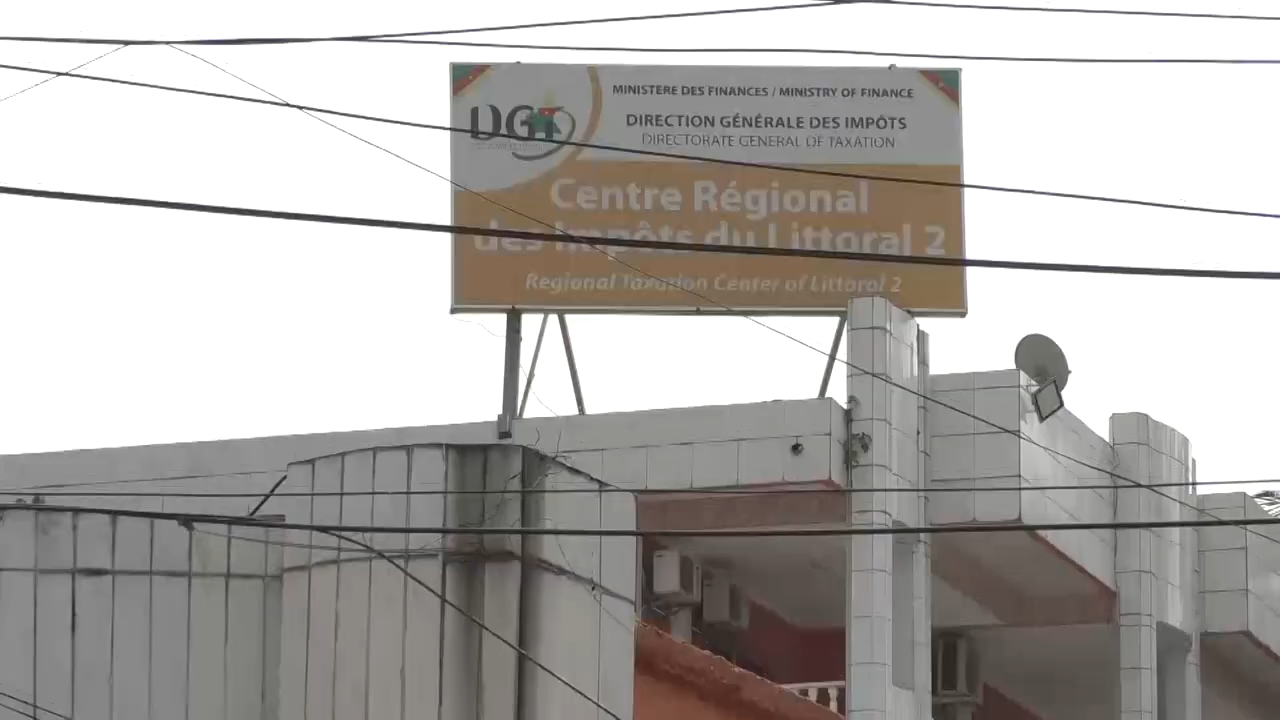 DGI
MINISTERE DES FINANCES / MINISTRY OF FINANCE
DIRECTION GÉNÉRALE DES IMPÔTS
DIRECTORATE GENERAL OF TAXATION
Centre Régional
des Impôts du Littoral 2
Regional Taxation Center of Littoral 2